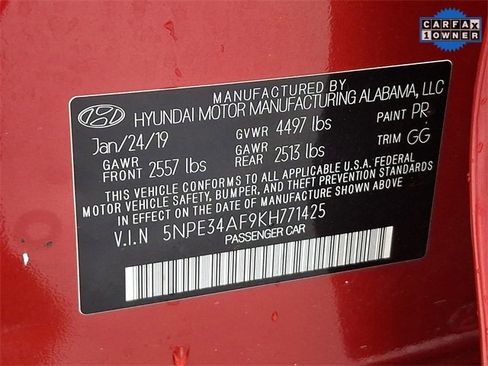 CARFAX
1 OWNER
MANUFACTURED BY
HYUNDAI MOTOR MANUFACTURING ALABAMA, LLC
Jan/24/19 GVWR 4497 lbs PAINT PR
GAWR FRONT 2557 lbs GAWR REAR 2513 lbs TRIM GG
THIS VEHICLE CONFORMS TO ALL APPLICABLE U.S.A. FEDERAL
MOTOR VEHICLE SAFETY, BUMPER, AND THEFT PREVENTION STANDARDS
IN EFFECT ON THE DATE OF MANUFACTURE SHOWN ABOVE.
V.I.N 5NPE34AF9KH771425
PASSENGER CAR